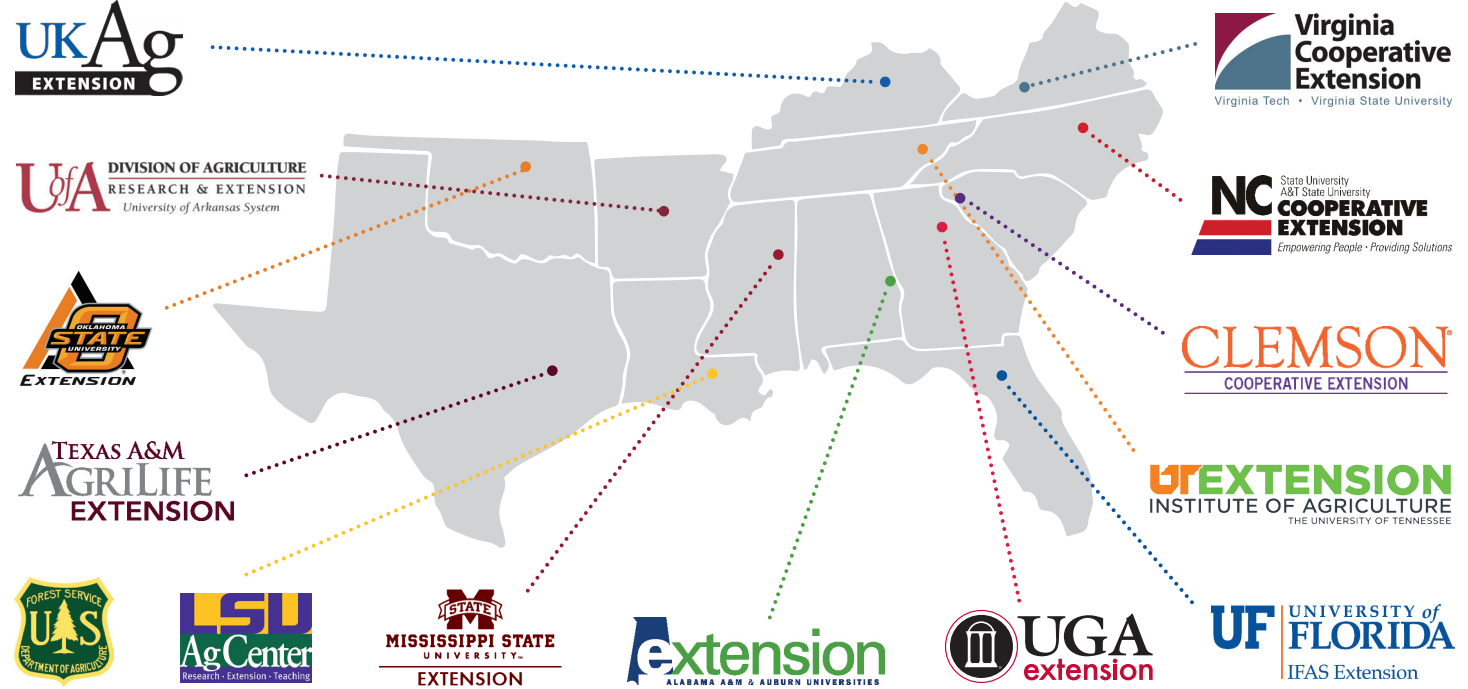 UKAg
EXTENSION
Virginia
Cooperative
Extension
Virginia Tech • Virginia State University
UofA
DIVISION OF AGRICULTURE
RESEARCH & EXTENSION
University of Arkansas System
NC
State University
A&T State University
COOPERATIVE
EXTENSION
Empowering People • Providing Solutions
OKLAHOMA
STATE
UNIVERSITY
EXTENSION
CLEMSON®
COOPERATIVE EXTENSION
TEXAS A&M
AGRILIFE
EXTENSION
UTEXTENSION
INSTITUTE OF AGRICULTURE
THE UNIVERSITY OF TENNESSEE
FOREST SERVICE
U S
DEPARTMENT OF AGRICULTURE
LSU
Ag Center
Research · Extension · Teaching
M
STATE
MISSISSIPPI STATE
UNIVERSITY™
EXTENSION
extension
ALABAMA A&M & AUBURN UNIVERSITIES
UGA
extension
UF
UNIVERSITY of
FLORIDA
IFAS Extension